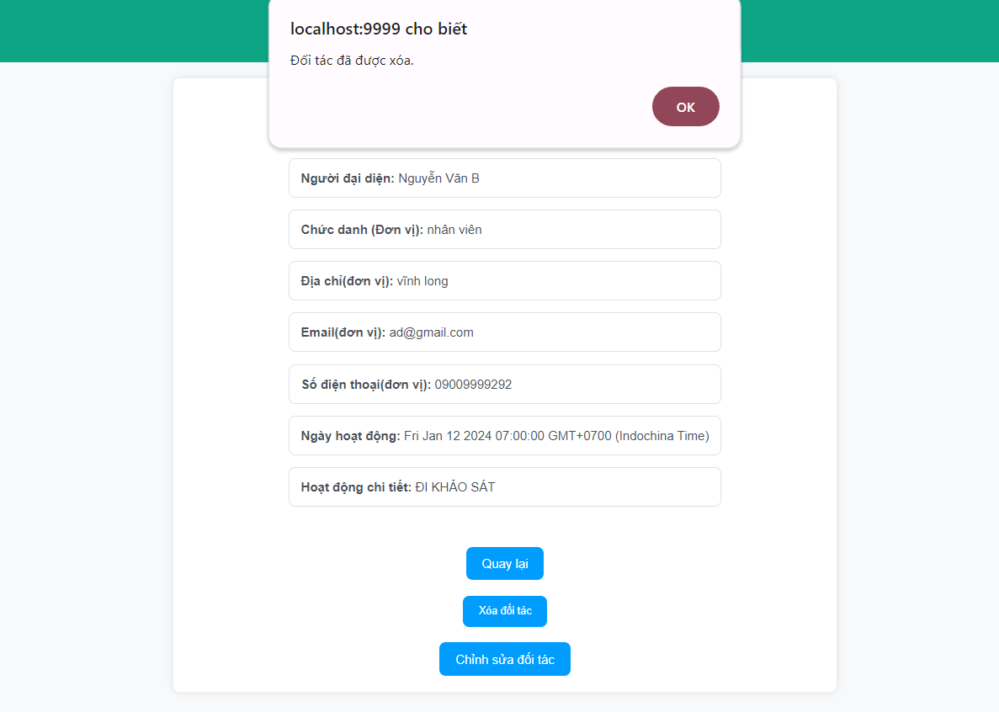 localhost:9999 cho biết
Đối tác đã được xóa.
OK
Người đại diện: Nguyễn Văn B
Chức danh (Đơn vị): nhân viên
Địa chỉ(đơn vị): vĩnh long
Email(đơn vị): ad@gmail.com
Số điện thoại(đơn vị): 09009999292
Ngày hoạt động: Fri Jan 12 2024 07:00:00 GMT+0700 (Indochina Time)
Hoạt động chi tiết: ĐI KHẢO SÁT
Quay lại
Xóa đối tác
Chỉnh sửa đối tác